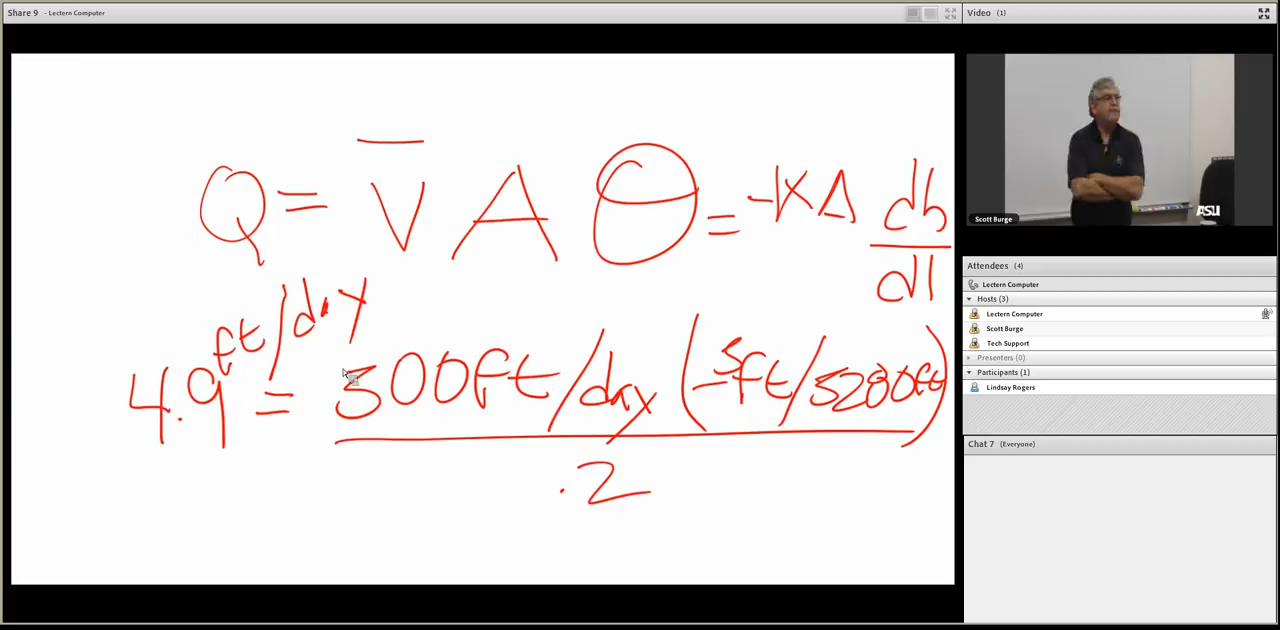 Share 9 - Lectern Computer
Video (1)
Q = V̅ A θ = -KA dh/dl
4.9 ft/day = 500ft/day (-5ft/5280ft)
.2
Scott Burge
ASU
Attendees (4)
Lectern Computer
Hosts (3)
Lectern Computer
Scott Burge
Tech Support
Presenters (0)
Participants (1)
Lindsay Rogers
Chat 7 (Everyone)